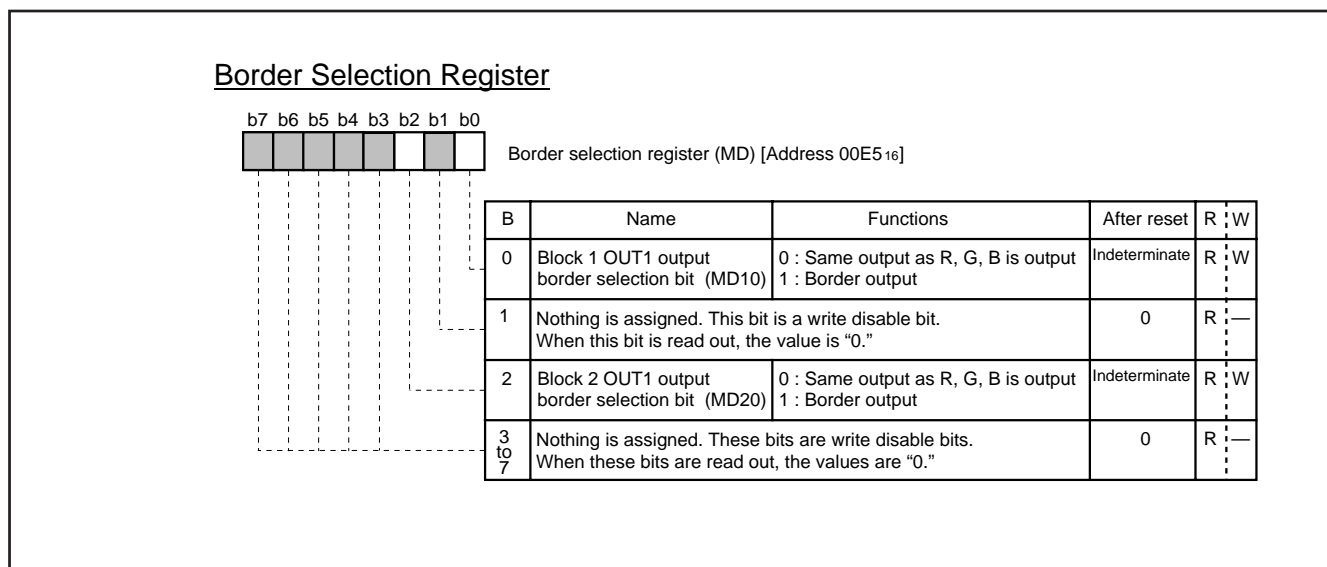 Border Selection Register
b7 b6 b5 b4 b3 b2 b1 b0
Border selection register (MD) [Address 00E516]
B Name Functions After reset R W
0 Block 1 OUT1 output 0 : Same output as R, G, B is output Indeterminate R W
border selection bit (MD10) 1 : Border output
1 Nothing is assigned. This bit is a write disable bit. 0 R —
When this bit is read out, the value is “0.”
2 Block 2 OUT1 output 0 : Same output as R, G, B is output Indeterminate R W
border selection bit (MD20) 1 : Border output
3 to 7 Nothing is assigned. These bits are write disable bits. 0 R —
When these bits are read out, the values are “0.”